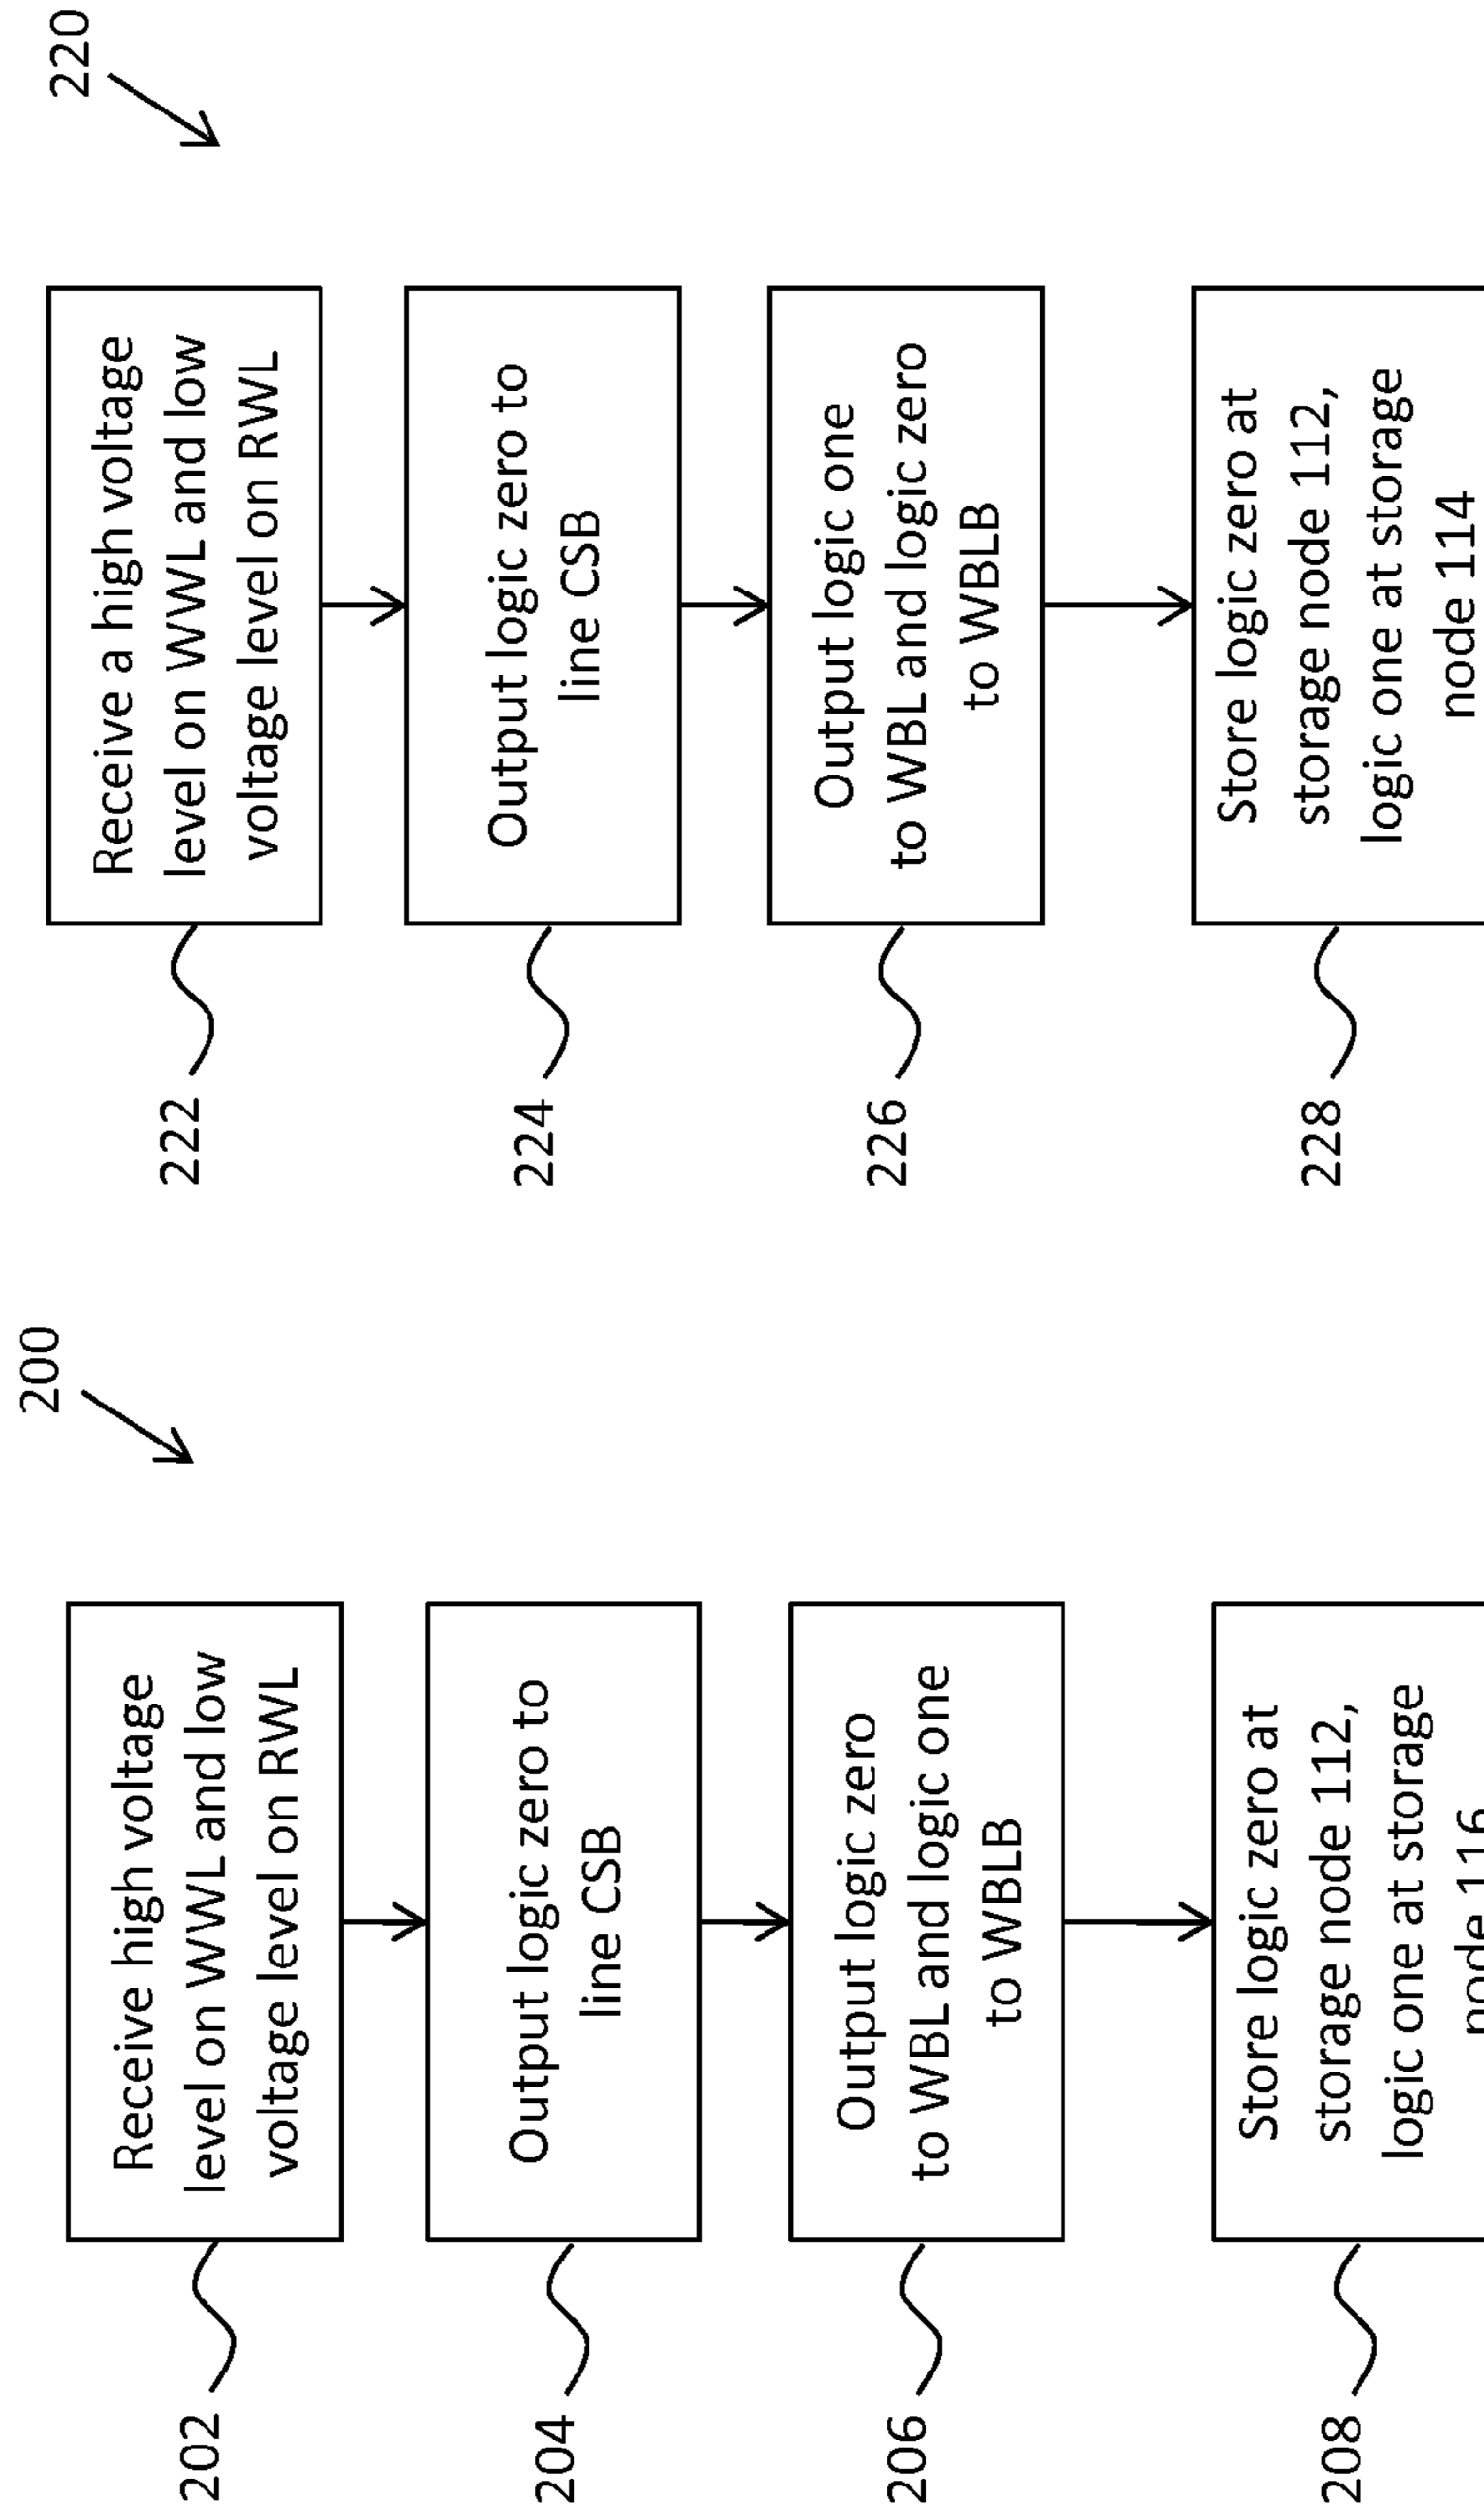 200
202
Receive high voltage
level on WWL and low
voltage level on RWL
204
Output logic zero to
line CSB
206
Output logic zero
to WBL and logic one
to WBLB
208
Store logic zero at
storage node 112,
logic one at storage
node 116
220
222
Receive a high voltage
level on WWL and low
voltage level on RWL
224
Output logic zero to
line CSB
226
Output logic one
to WBL and logic zero
to WBLB
228
Store logic zero at
storage node 112,
logic one at storage
node 114